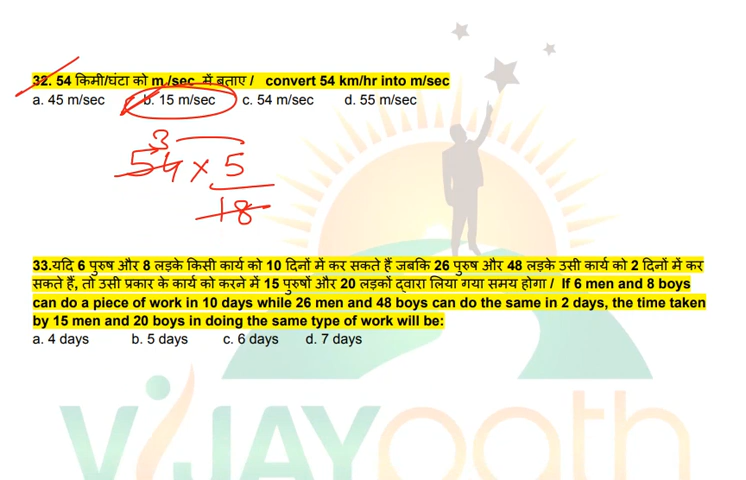 32. 54 किमी/घंटा को m /sec में बताए / convert 54 km/hr into m/sec
a. 45 m/sec b. 15 m/sec c. 54 m/sec d. 55 m/sec
3
54 × 5
18
33.यदि 6 पुरुष और 8 लड़के किसी कार्य को 10 दिनों में कर सकते हैं जबकि 26 पुरुष और 48 लड़के उसी कार्य को 2 दिनों में कर
सकते हैं, तो उसी प्रकार के कार्य को करने में 15 पुरुषों और 20 लड़कों द्वारा लिया गया समय होगा / If 6 men and 8 boys
can do a piece of work in 10 days while 26 men and 48 boys can do the same in 2 days, the time taken
by 15 men and 20 boys in doing the same type of work will be:
a. 4 days b. 5 days c. 6 days d. 7 days
ViJAYpath